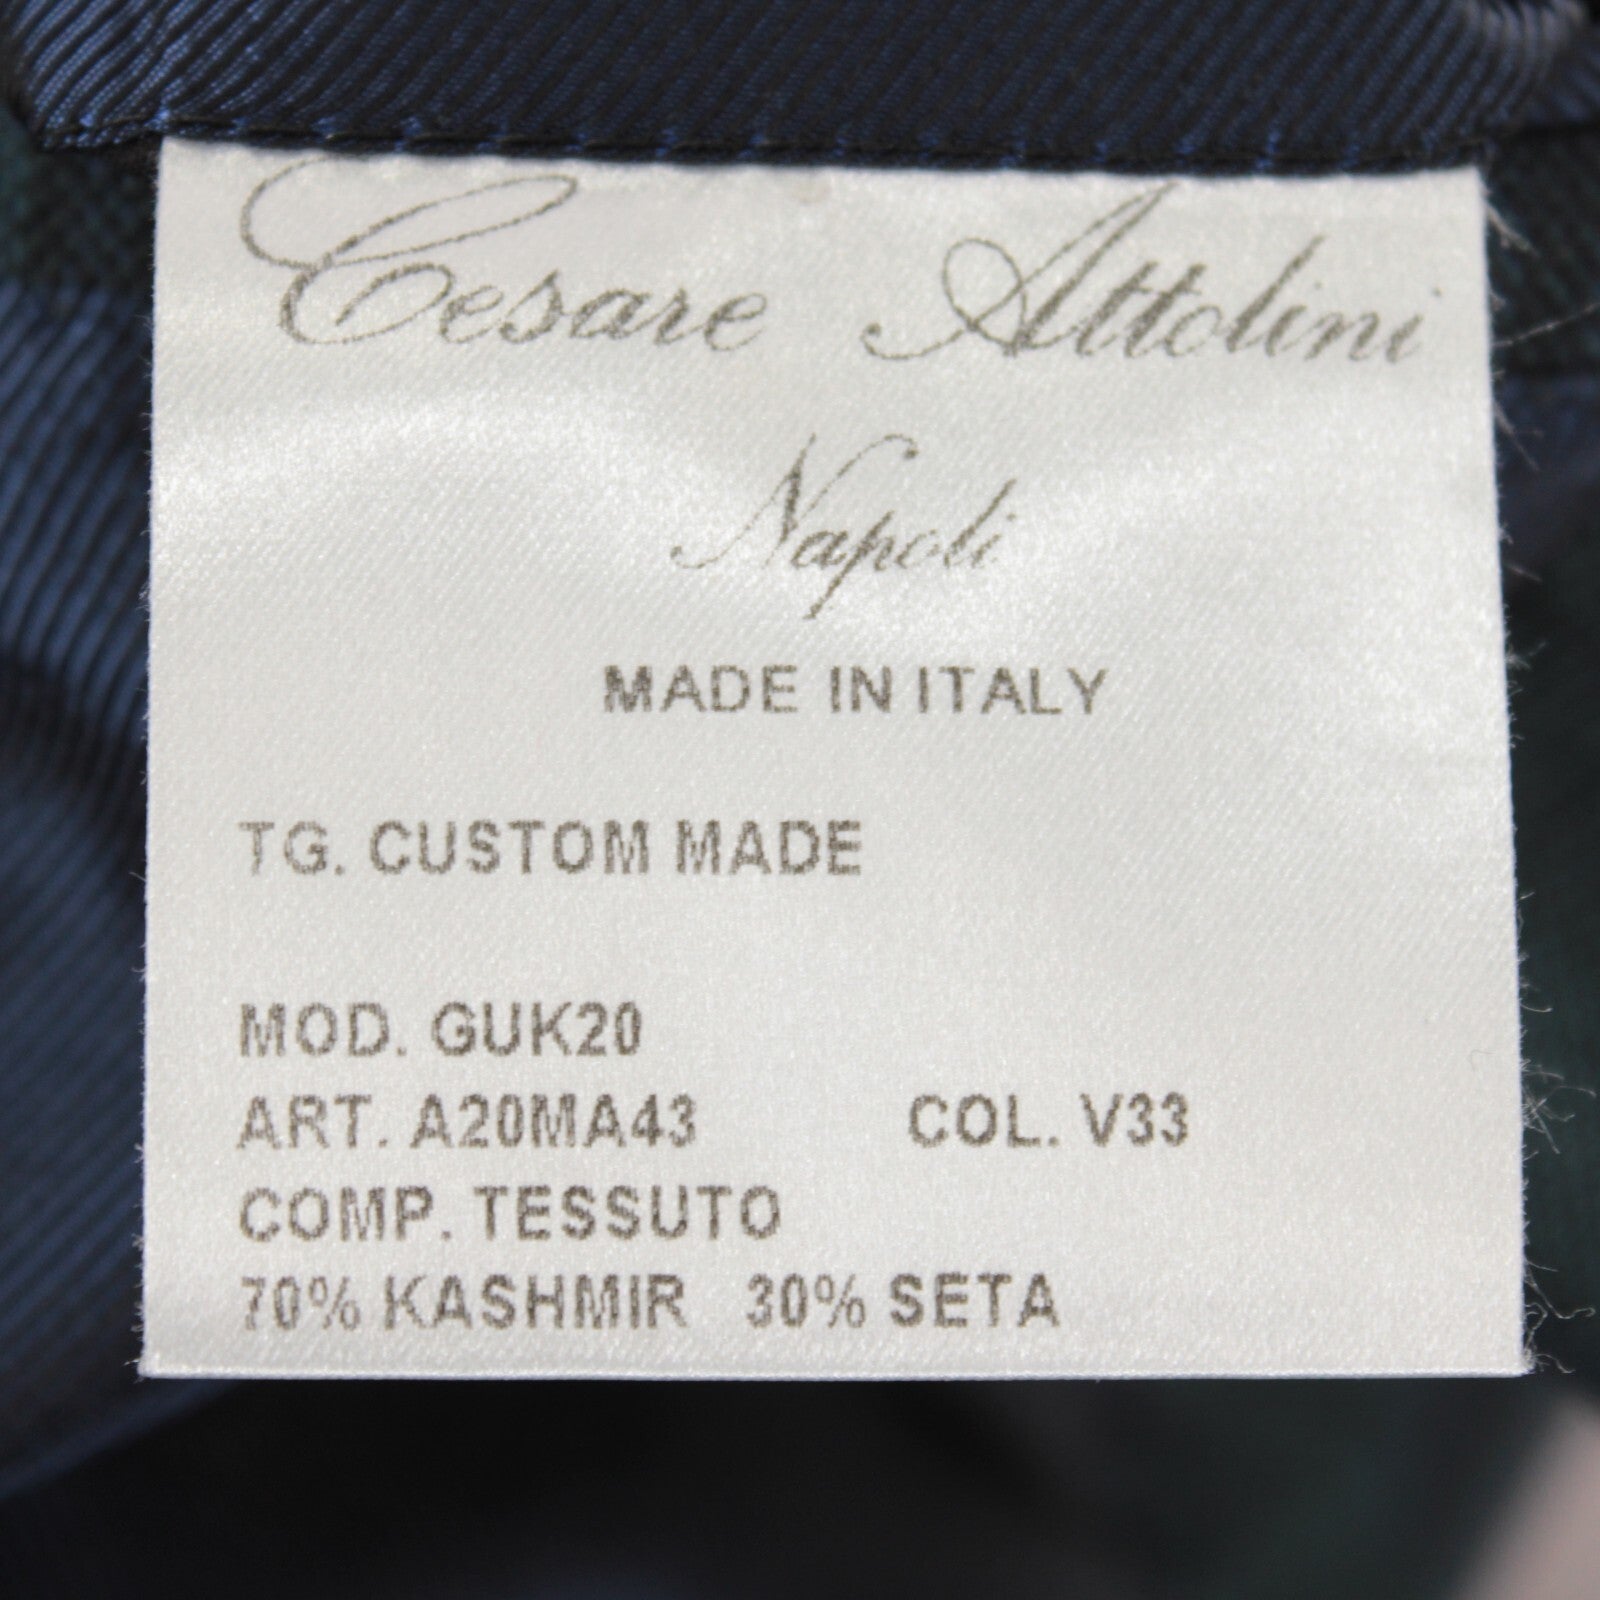 Cesare Attolini
Napoli
MADE IN ITALY
TG. CUSTOM MADE
MOD. GUK20
ART. A20MA43 COL. V33
COMP. TESSUTO
70% KASHMIR 30% SETA